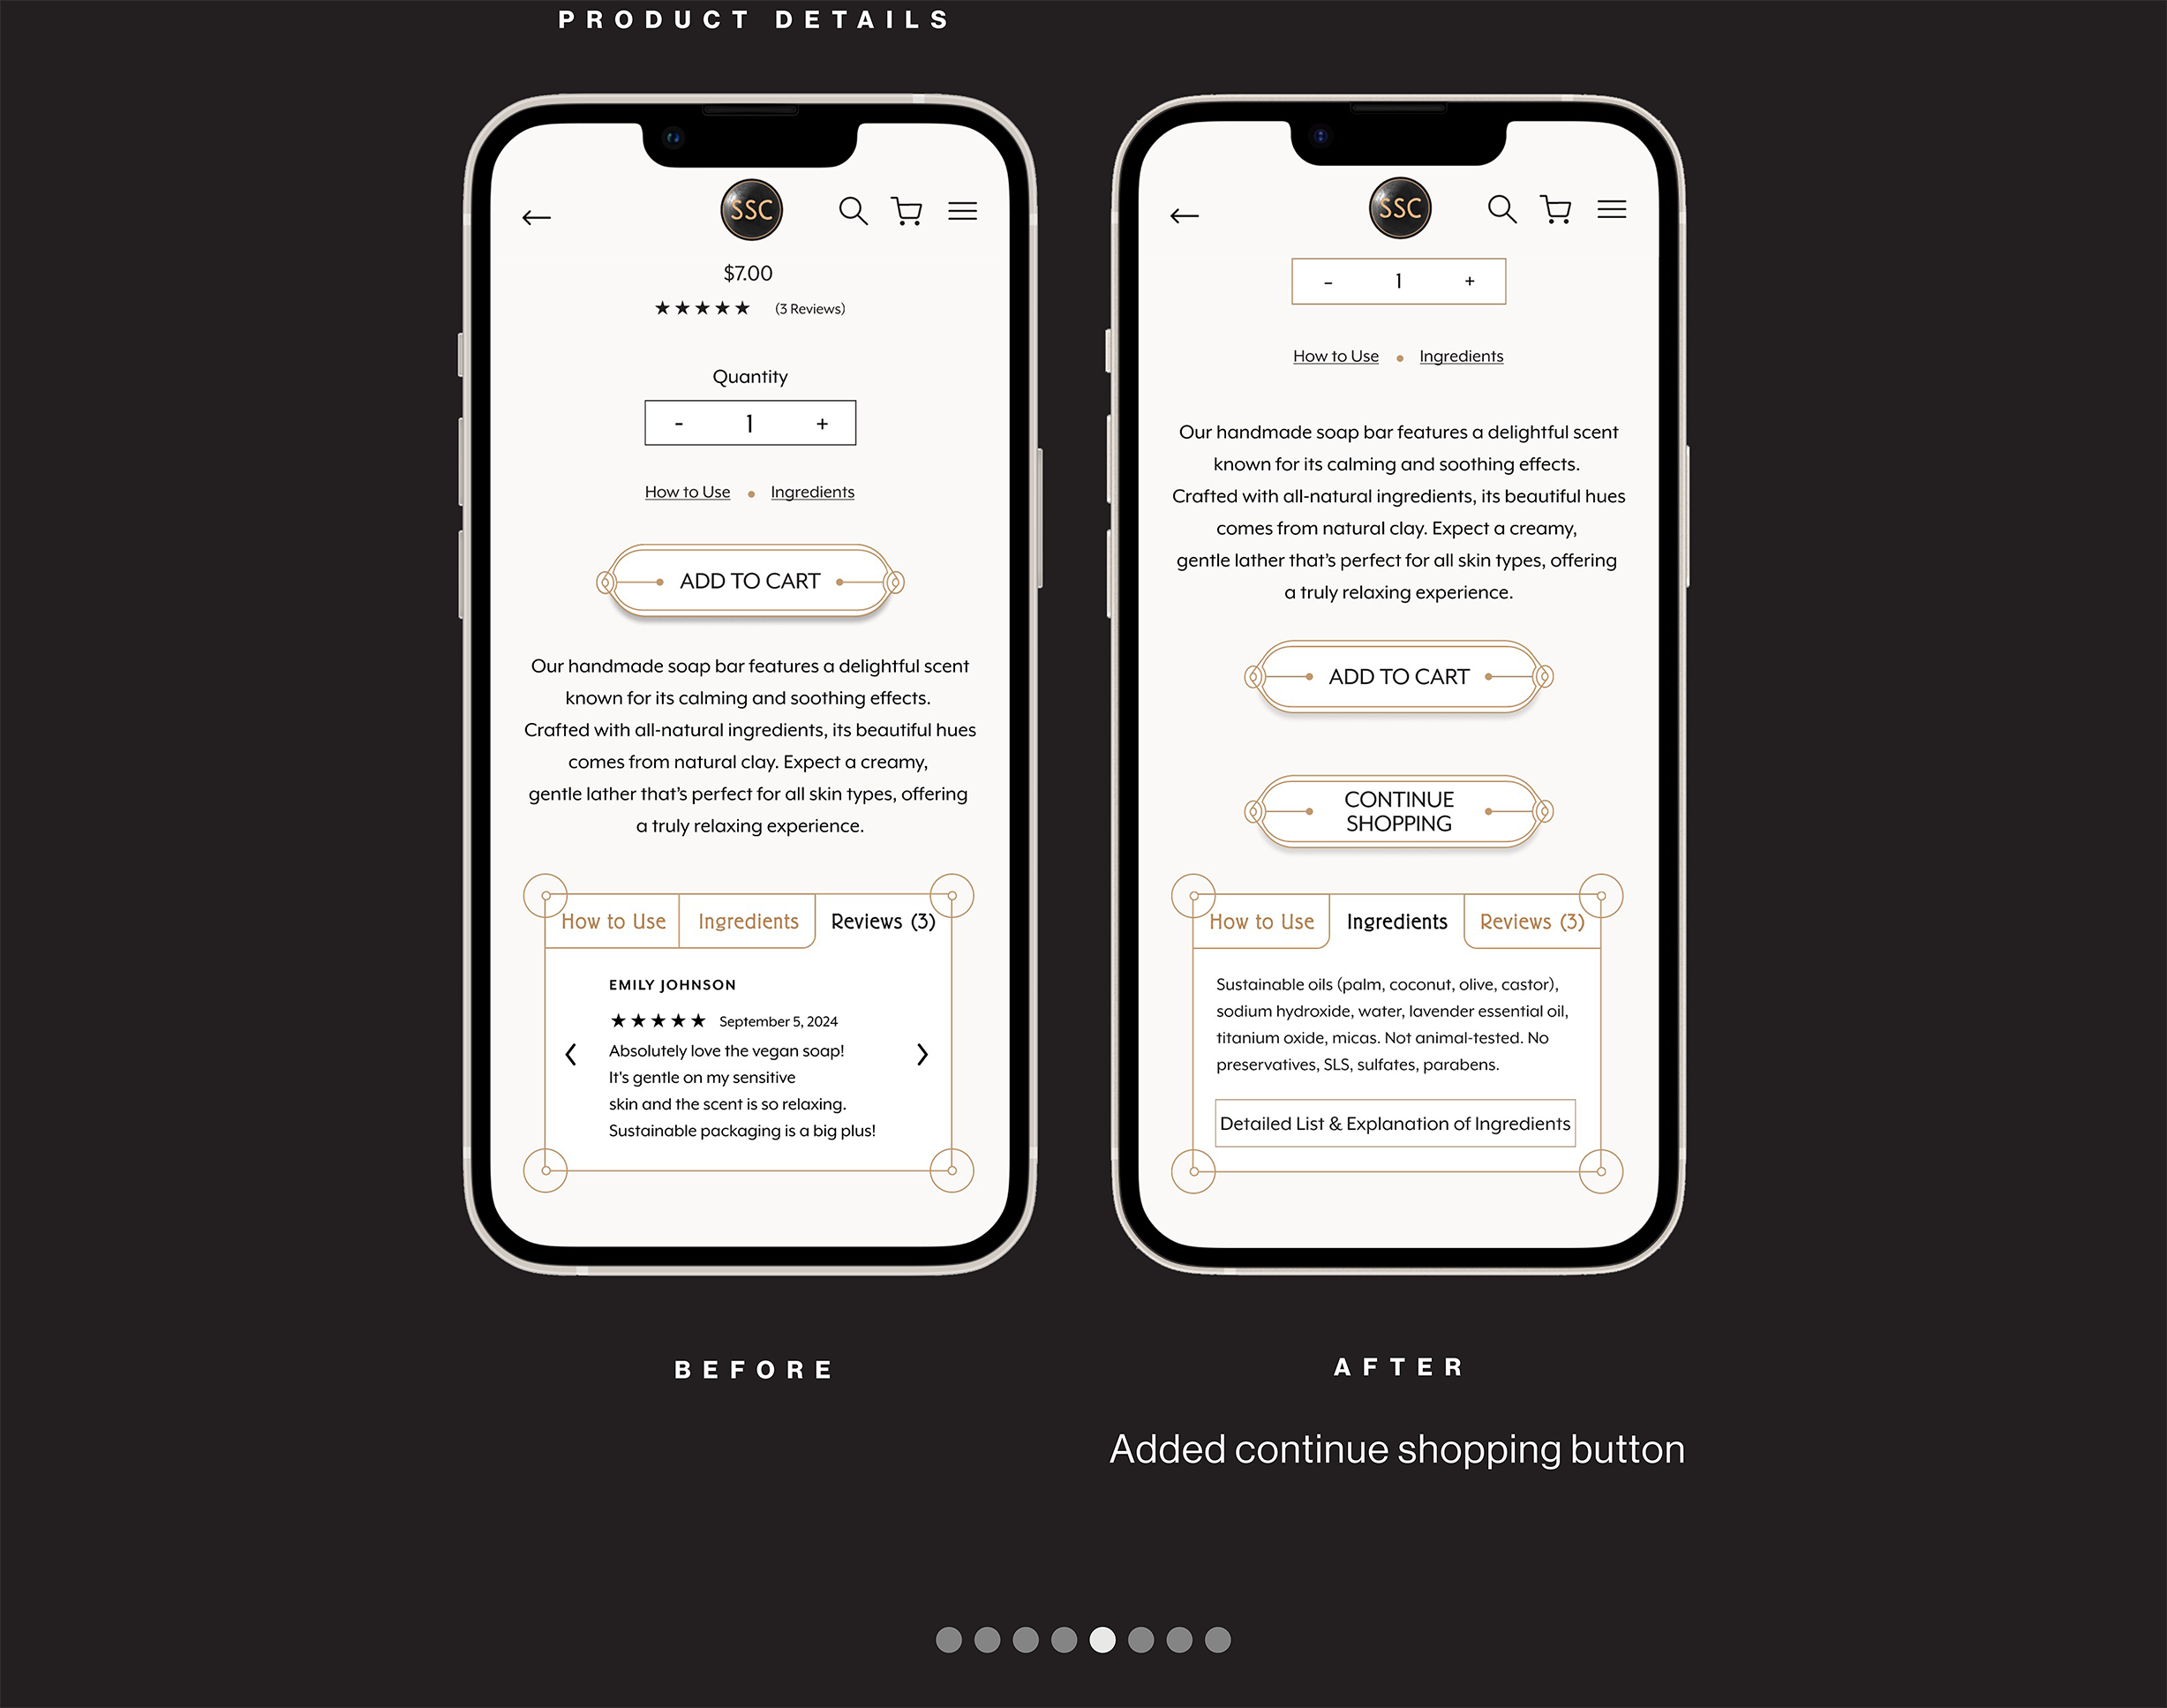 PRODUCT DETAILS
SSC
$7.00
★★★★★ (3 Reviews)
Quantity
- 1 +
How to Use • Ingredients
ADD TO CART
Our handmade soap bar features a delightful scent
known for its calming and soothing effects.
Crafted with all-natural ingredients, its beautiful hues
comes from natural clay. Expect a creamy,
gentle lather that's perfect for all skin types, offering
a truly relaxing experience.
How to Use Ingredients Reviews (3)
EMILY JOHNSON
★★★★★ September 5, 2024
Absolutely love the vegan soap!
It's gentle on my sensitive
skin and the scent is so relaxing.
Sustainable packaging is a big plus!
BEFORE
SSC
- 1 +
How to Use • Ingredients
Our handmade soap bar features a delightful scent
known for its calming and soothing effects.
Crafted with all-natural ingredients, its beautiful hues
comes from natural clay. Expect a creamy,
gentle lather that's perfect for all skin types, offering
a truly relaxing experience.
ADD TO CART
CONTINUE
SHOPPING
How to Use Ingredients Reviews (3)
Sustainable oils (palm, coconut, olive, castor),
sodium hydroxide, water, lavender essential oil,
titanium oxide, micas. Not animal-tested. No
preservatives, SLS, sulfates, parabens.
Detailed List & Explanation of Ingredients
AFTER
Added continue shopping button